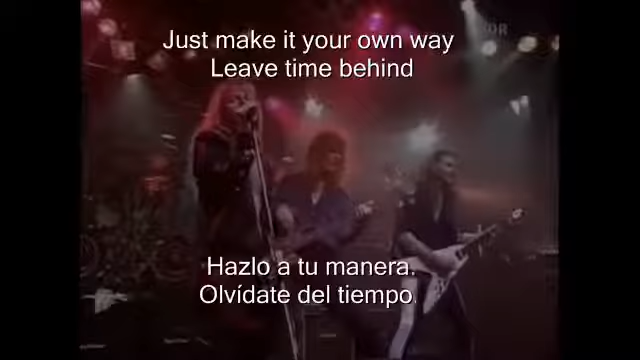 Just make it your own way
Leave time behind
Hazlo a tu manera.
Olvídate del tiempo.